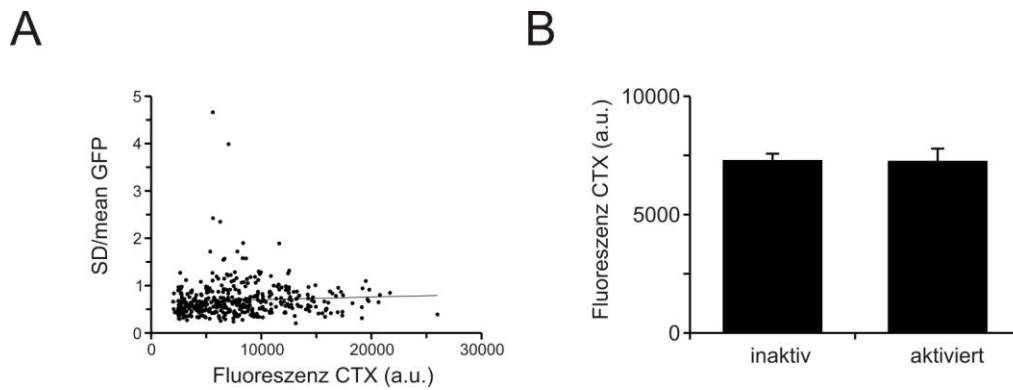 A
SD/mean GFP
5
4
3
2
1
0
0 10000 20000 30000
Fluoreszenz CTX (a.u.)
B
Fluoreszenz CTX (a.u.)
10000
5000
0
inaktiv aktiviert